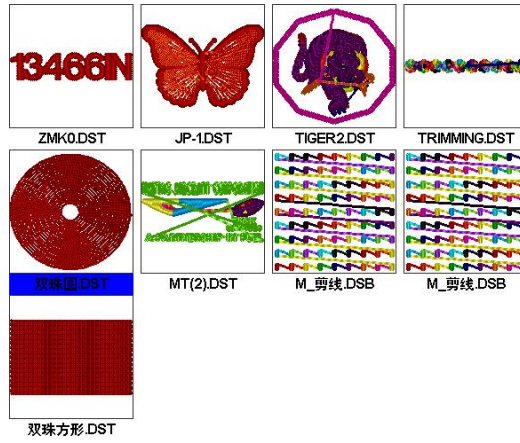 13466IN
ZMK0.DST
JP-1.DST
TIGER2.DST
TRIMMING.DST
双珠圆.DST
MT(2).DST
M_剪线.DSB
M_剪线.DSB
双珠方形.DST